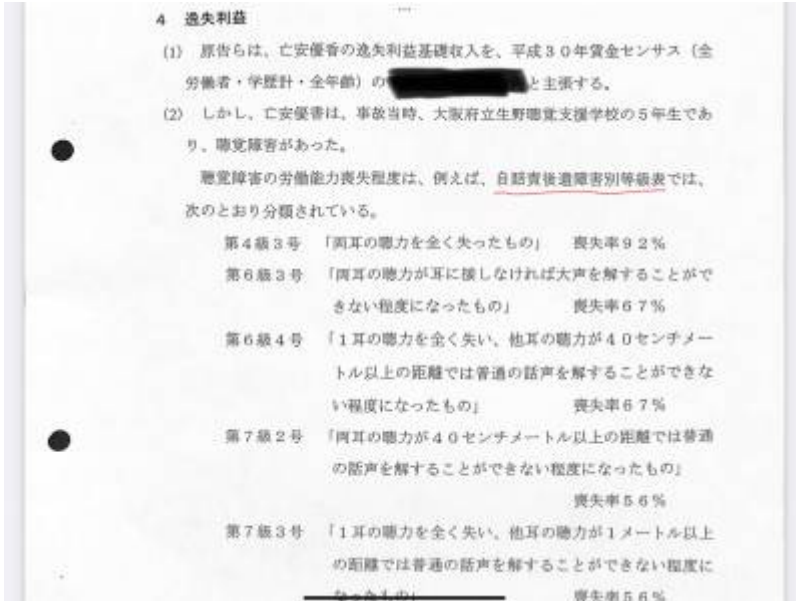 4 逸失利益
(1) 原告らは、亡安優香の逸失利益基礎収入を、平成30年賃金センサス（全
労働者・学歴計・全年齢）の と主張する。
(2) しかし、亡安優香は、事故当時、大阪府立生野聴覚支援学校の5年生であ
り、聴覚障害があった。
聴覚障害の労働能力喪失程度は、例えば、自賠責後遺障害別等級表では、
次のとおり分類されている。
第4級3号 「両耳の聴力を全く失ったもの」 喪失率92％
第6級3号 「両耳の聴力が耳に接しなければ大声を解することがで
きない程度になったもの」 喪失率67％
第6級4号 「1耳の聴力を全く失い、他耳の聴力が40センチメー
トル以上の距離では普通の話声を解することができな
い程度になったもの」 喪失率67％
第7級2号 「両耳の聴力が40センチメートル以上の距離では普通
の話声を解することができない程度になったもの」
喪失率56％
第7級3号 「1耳の聴力を全く失い、他耳の聴力が1メートル以上
の距離では普通の話声を解することができない程度に
なったもの」 喪失率56％